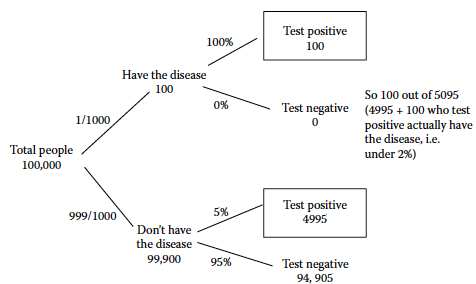 100%
Test positive
100
Have the disease
100
0%
Test negative
0
So 100 out of 5095
(4995 + 100 who test
positive actually have
the disease, i.e.
under 2%)
1/1000
Total people
100,000
999/1000
Don't have
the disease
99,900
5%
Test positive
4995
95%
Test negative
94, 905